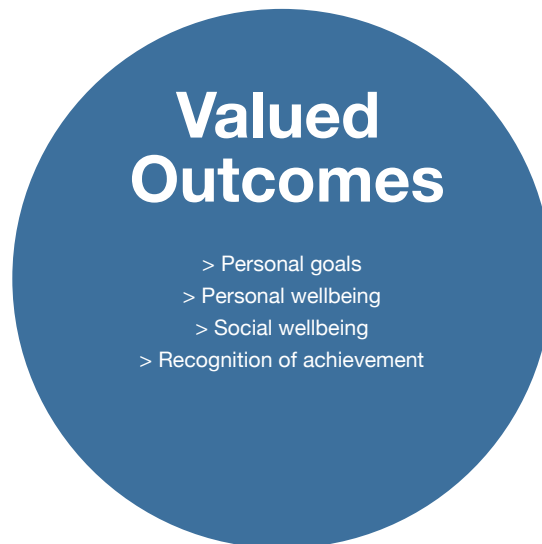 Valued
Outcomes
> Personal goals
> Personal wellbeing
> Social wellbeing
> Recognition of achievement